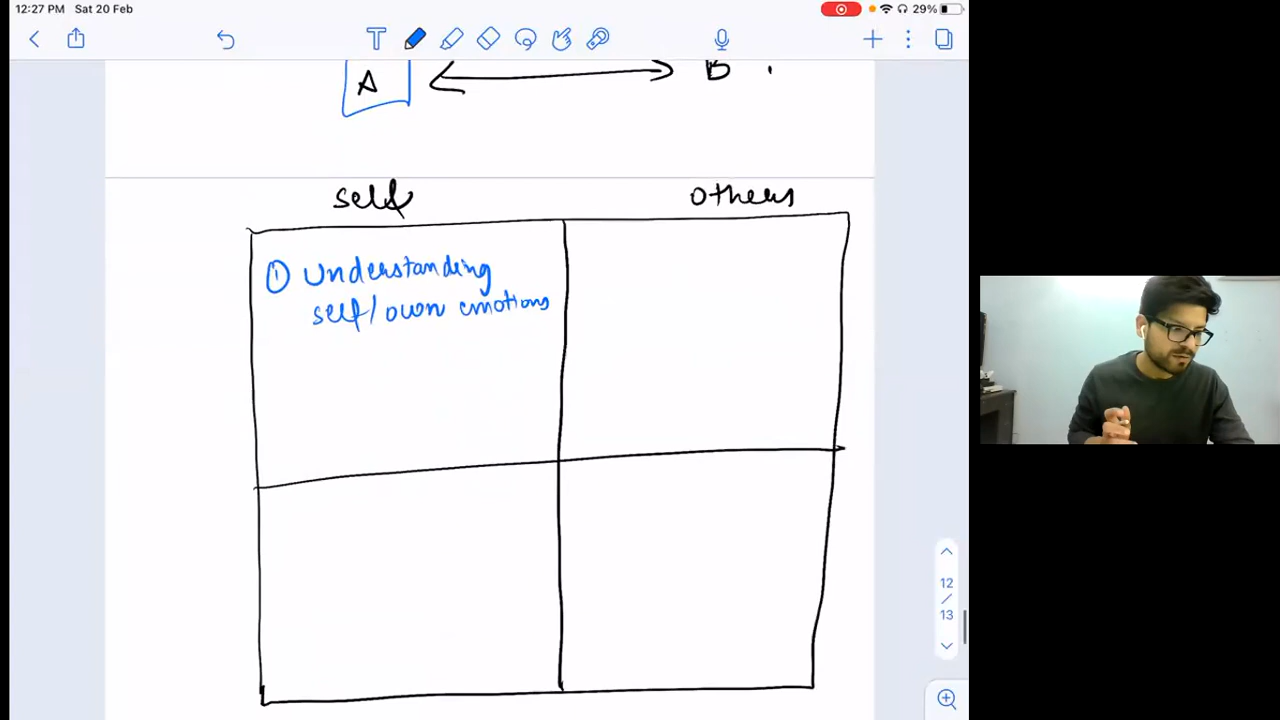 12:27 PM Sat 20 Feb
29%
T
A
B
self
others
① Understanding
self/own emotions
12
/
13